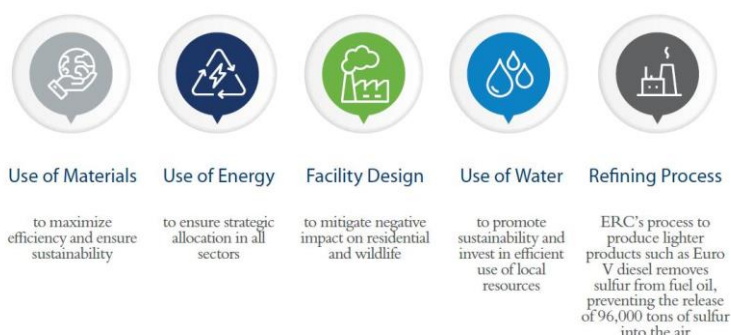 Use of Materials
to maximize
efficiency and ensure
sustainability
Use of Energy
to ensure strategic
allocation in all
sectors
Facility Design
to mitigate negative
impact on residential
and wildlife
Use of Water
to promote
sustainability and
invest in efficient
use of local
resources
Refining Process
ERC's process to
produce lighter
products such as Euro
V diesel removes
sulfur from fuel oil,
preventing the release
of 96,000 tons of sulfur
into the air